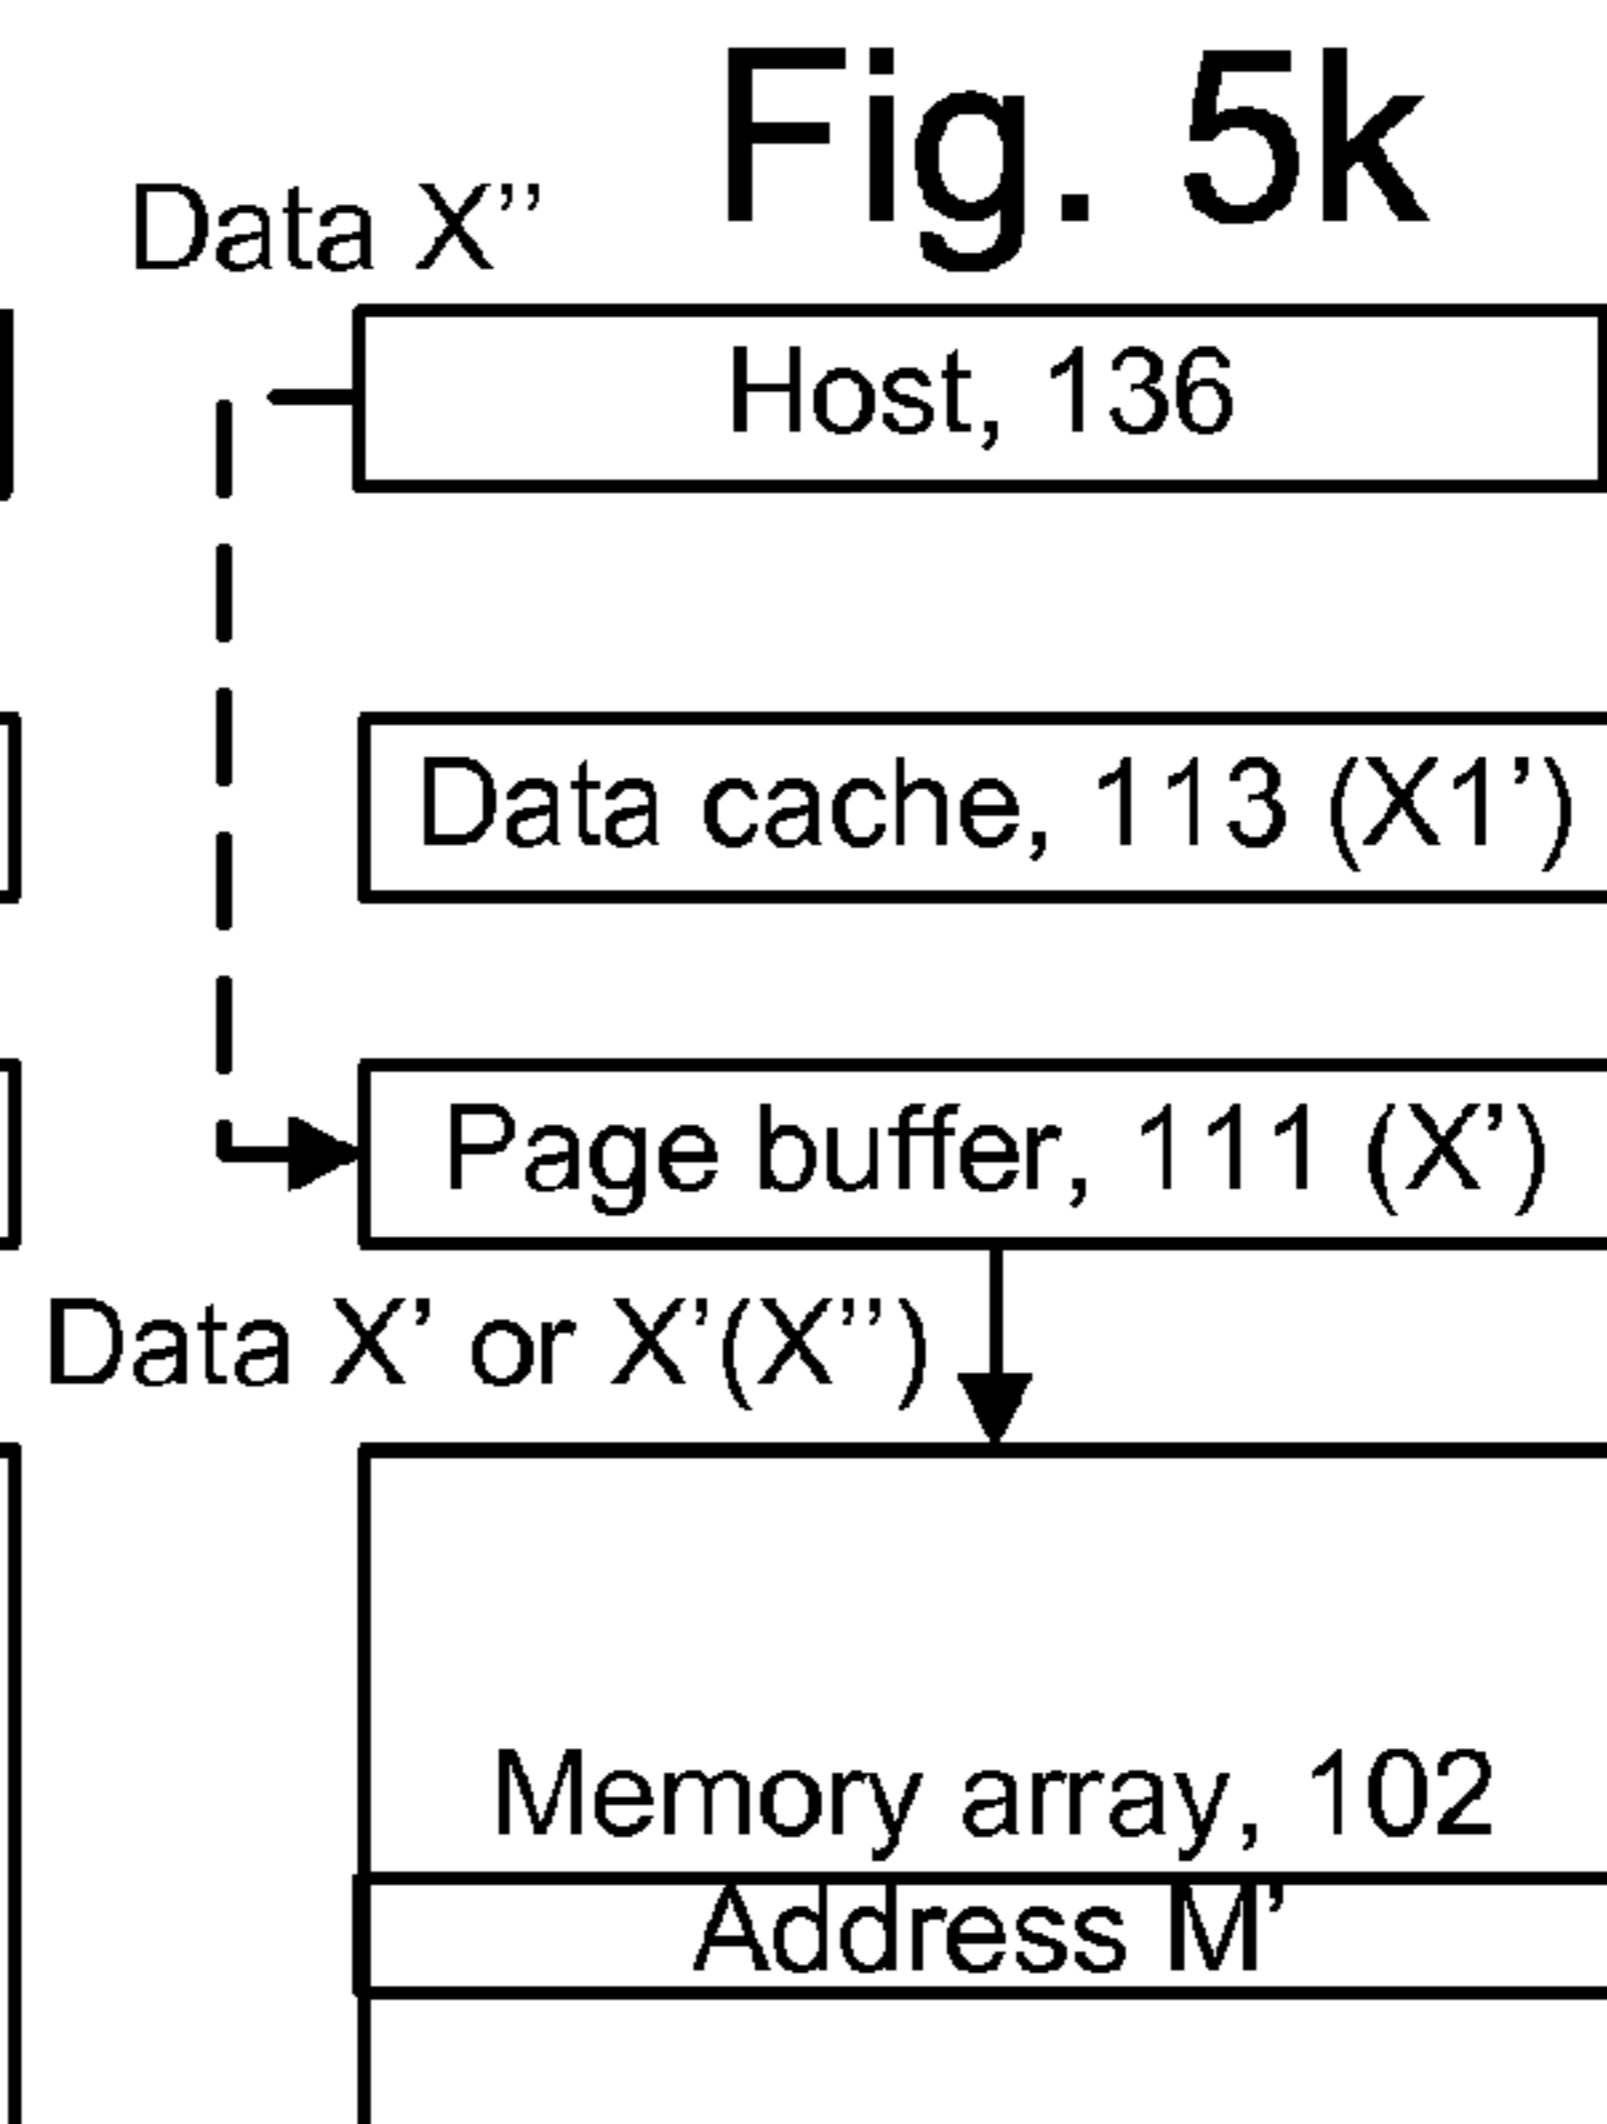 Fig. 5k
Data X’’
Host, 136
Data cache, 113 (X1’)
Page buffer, 111 (X’)
Data X’ or X’(X’’)
Memory array, 102
Address M’